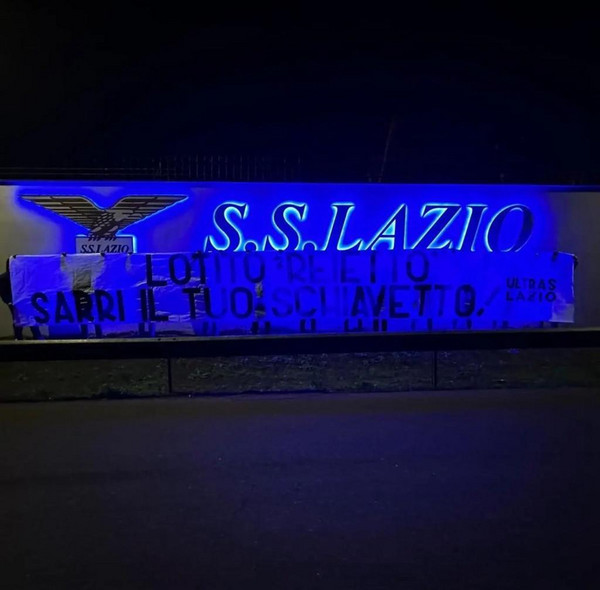 S.S.LAZIO
S.S.LAZIO
LOTITO REIETTO
SARRI IL TUO SCHIAVETTO!
ULTRAS
LAZIO